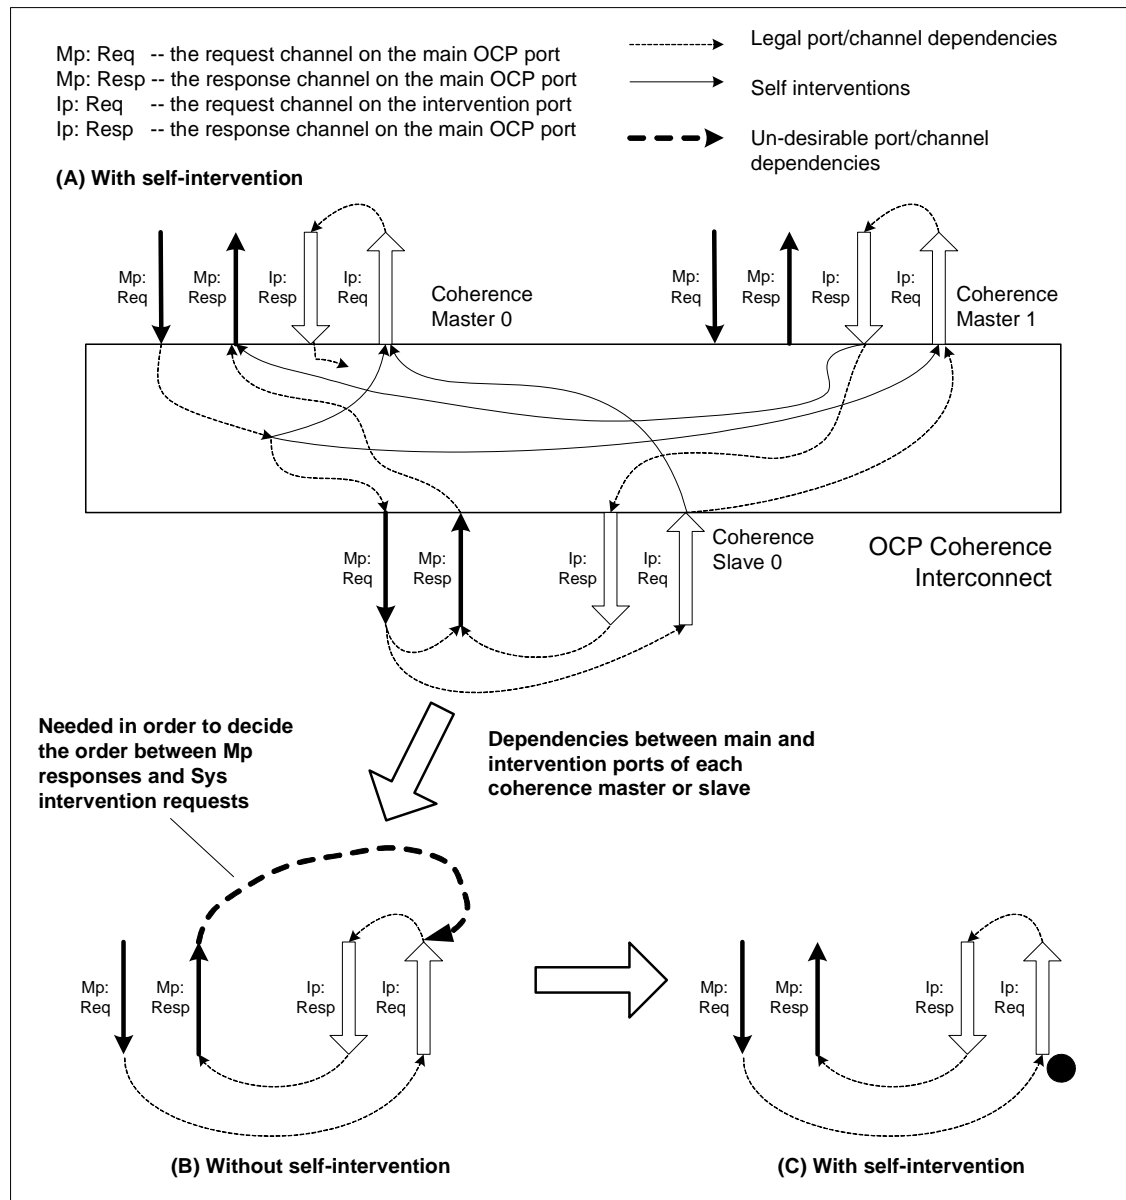 Mp: Req -- the request channel on the main OCP port
Mp: Resp -- the response channel on the main OCP port
Ip: Req -- the request channel on the intervention port
Ip: Resp -- the response channel on the main OCP port
Legal port/channel dependencies
Self interventions
Un-desirable port/channel
dependencies
(A) With self-intervention
Mp:
Req
Mp:
Resp
Ip:
Resp
Ip:
Req
Coherence
Master 0
Mp:
Req
Mp:
Resp
Ip:
Resp
Ip:
Req
Coherence
Master 1
Mp:
Req
Mp:
Resp
Ip:
Resp
Ip:
Req
Coherence
Slave 0
OCP Coherence
Interconnect
Needed in order to decide
the order between Mp
responses and Sys
intervention requests
Dependencies between main and
intervention ports of each
coherence master or slave
Mp:
Req
Mp:
Resp
Ip:
Resp
Ip:
Req
Mp:
Req
Mp:
Resp
Ip:
Resp
Ip:
Req
(B) Without self-intervention
(C) With self-intervention